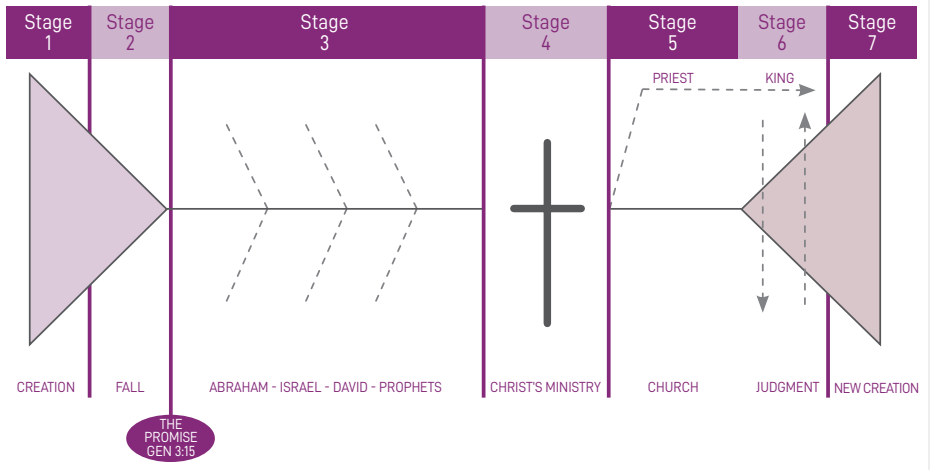 Stage
1
Stage
2
Stage
3
Stage
4
Stage
5
Stage
6
Stage
7
PRIEST
KING
CREATION
FALL
ABRAHAM - ISRAEL - DAVID - PROPHETS
CHRIST'S MINISTRY
CHURCH
JUDGMENT
NEW CREATION
THE
PROMISE
GEN 3:15